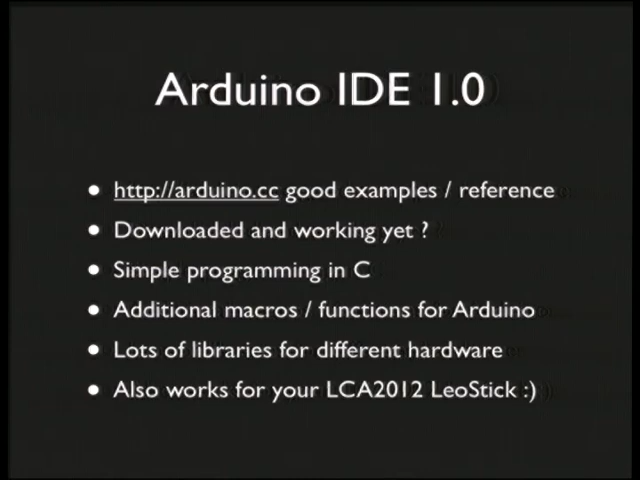 Arduino IDE 1.0
• http://arduino.cc good examples / reference
• Downloaded and working yet ?
• Simple programming in C
• Additional macros / functions for Arduino
• Lots of libraries for different hardware
• Also works for your LCA2012 LeoStick :)